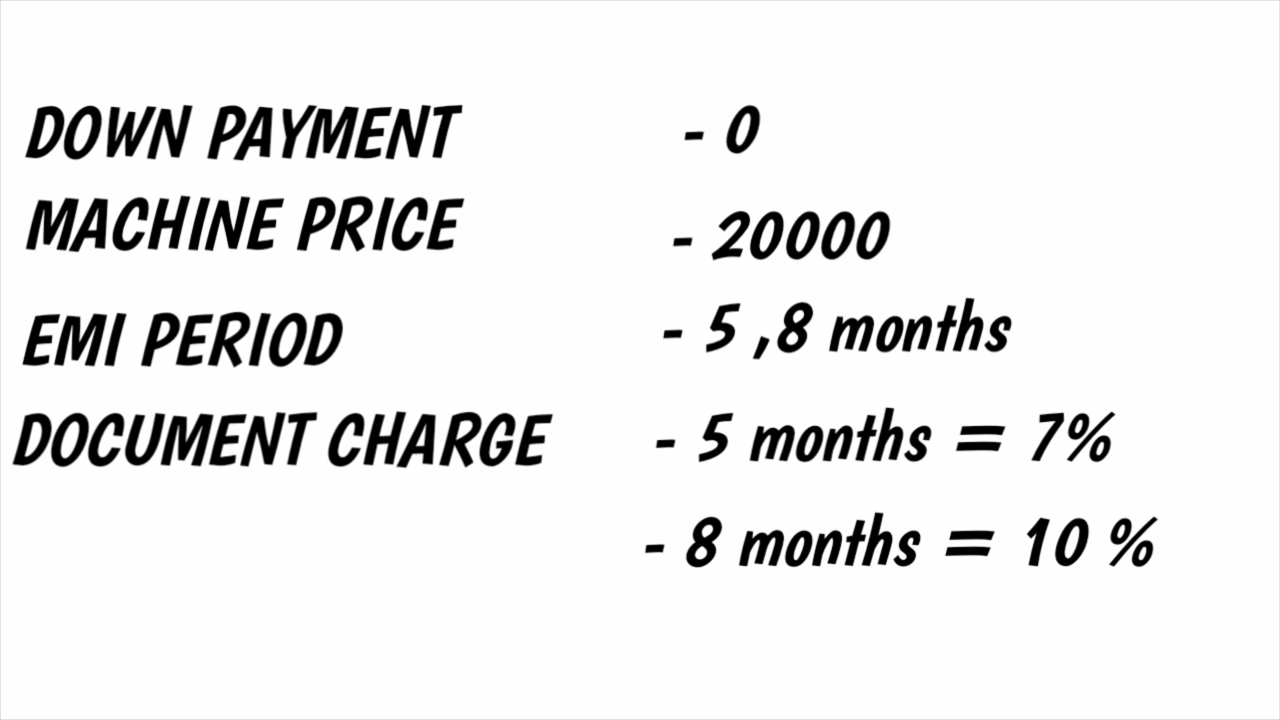 DOWN PAYMENT - 0
MACHINE PRICE - 20000
EMI PERIOD - 5 ,8 months
DOCUMENT CHARGE - 5 months = 7%
- 8 months = 10 %